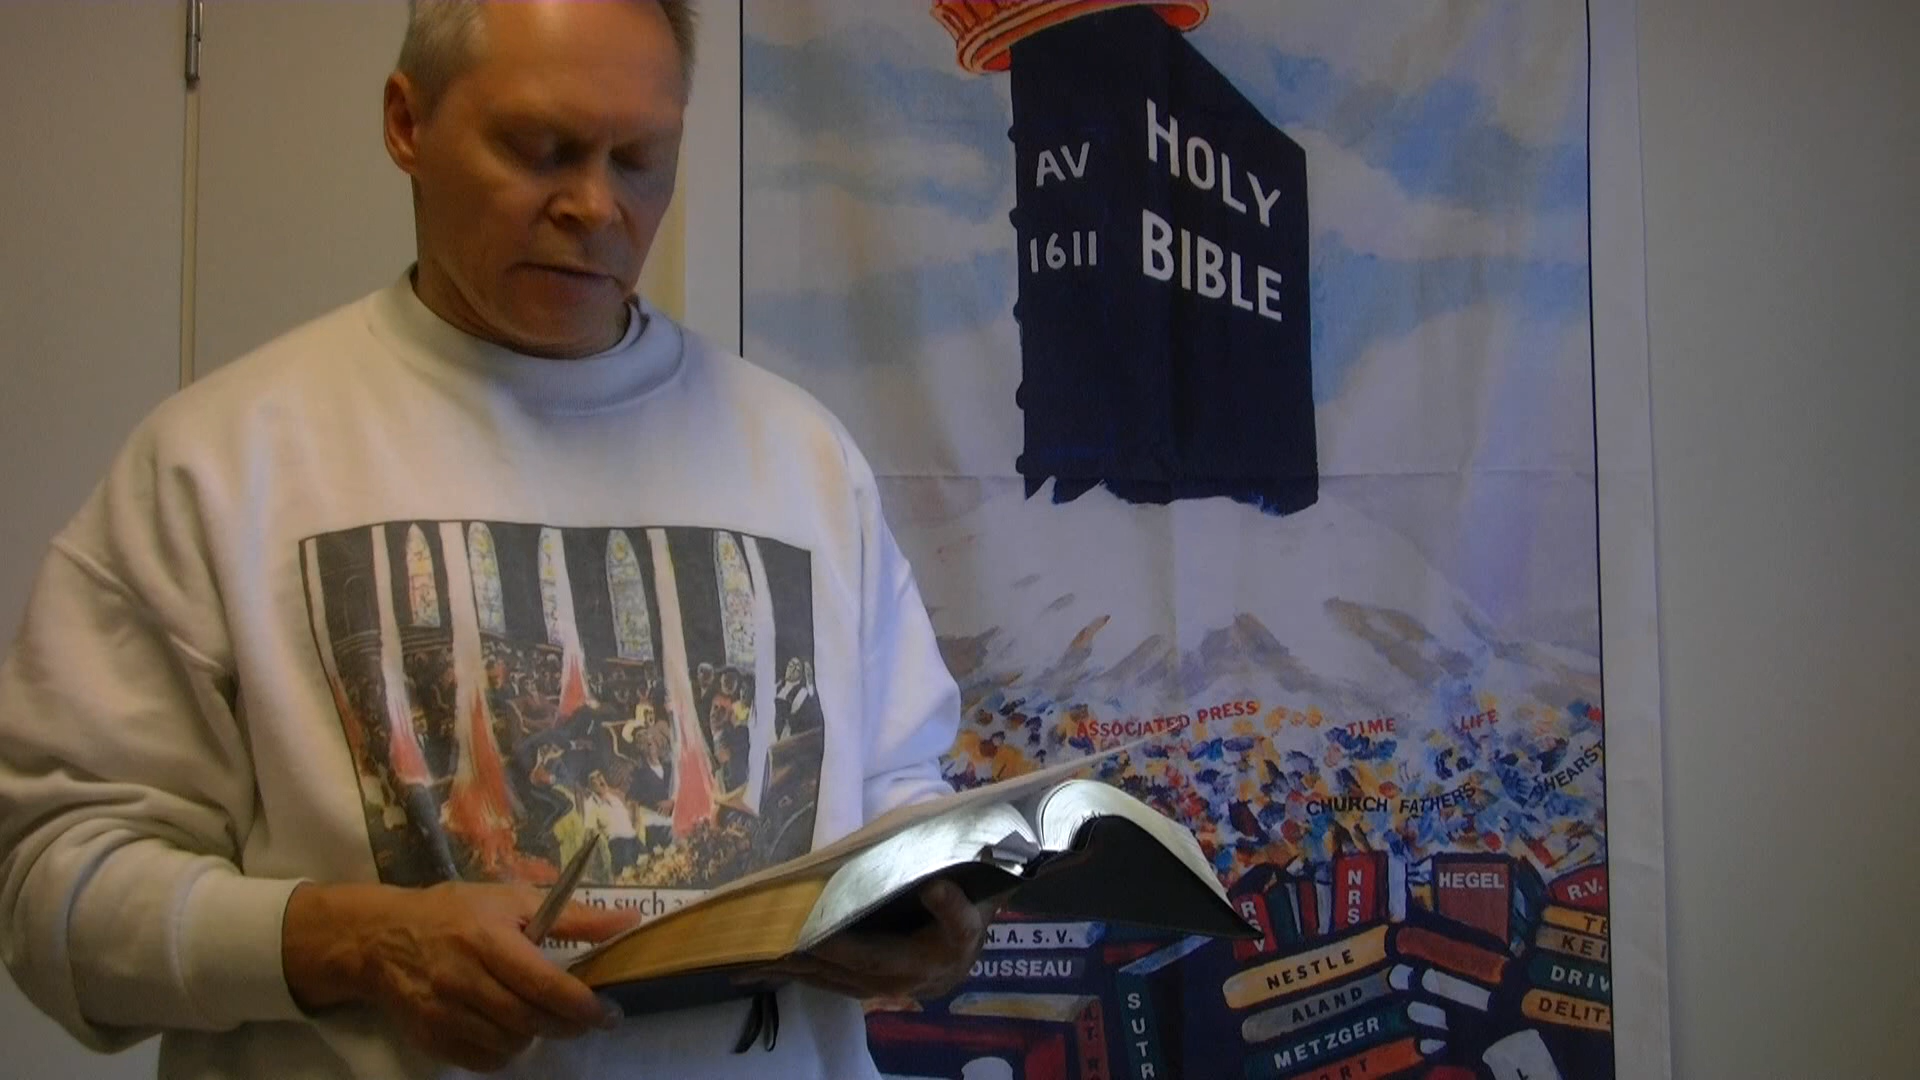 AV
1611
HOLY
BIBLE
ASSOCIATED PRESS
TIME
LIFE
HEARST
CHURCH FATHERS
NRS
HEGEL
R.V.
RSV
N.A.S.V.
OUSSEAU
NESTLE
ALAND
METZGER
KEI
DRIV
DELIT
SUTR
in such